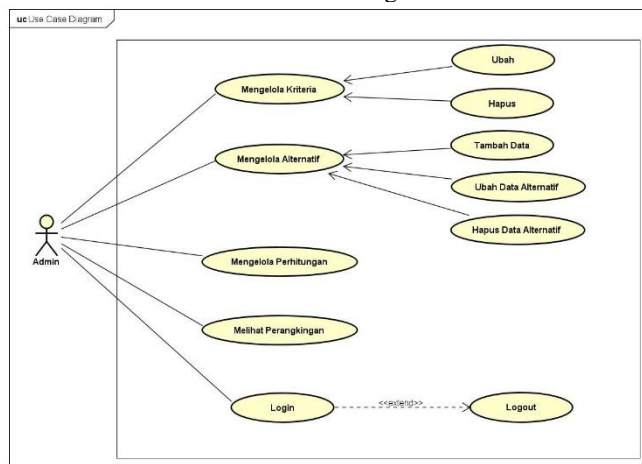 uc Use Case Diagram
Ubah
Mengelola Kriteria
Hapus
Tambah Data
Mengelola Alternatif
Ubah Data Alternatif
Hapus Data Alternatif
Admin
Mengelola Perhitungan
Melihat Perangkingan
Login
<<extend>>
Logout